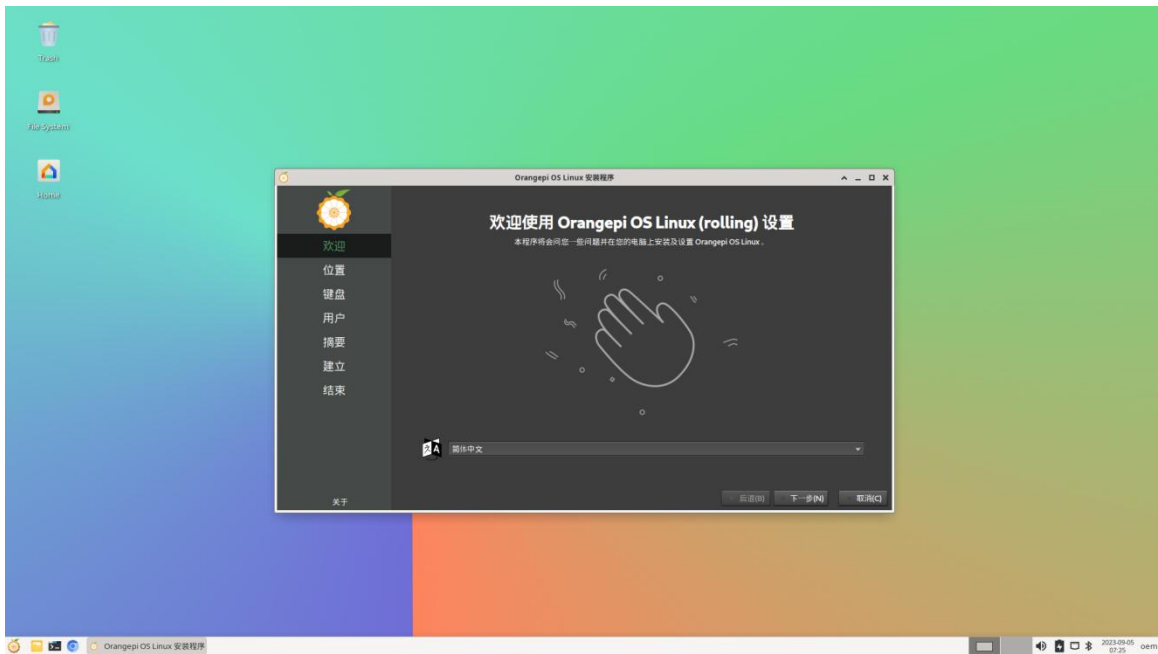 Trash
File System
Home
Orangepi OS Linux 安装程序
欢迎
位置
键盘
用户
摘要
建立
结束
关于
欢迎使用 Orangepi OS Linux (rolling) 设置
本程序将会问您一些问题并在您的电脑上安装及设置 Orangepi OS Linux 。
简体中文
后退(B)
下一步(N)
取消(C)
Orangepi OS Linux 安装程序
2023-09-05
07:25
oem